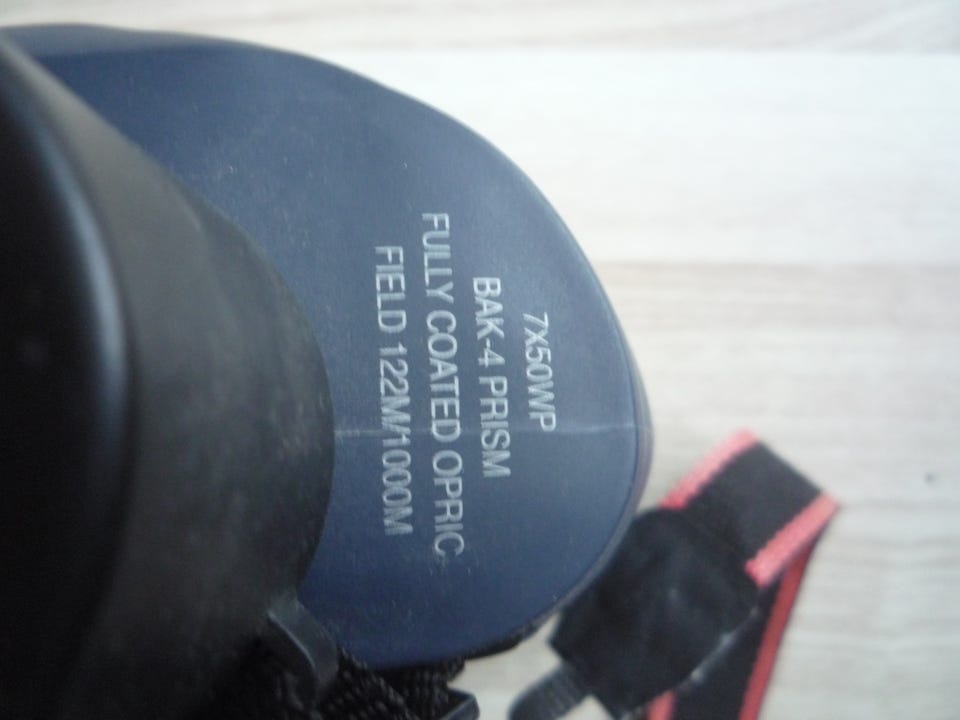 7X50WP
BAK-4 PRISM
FULLY COATED OPRIC
FIELD 122M/1000M